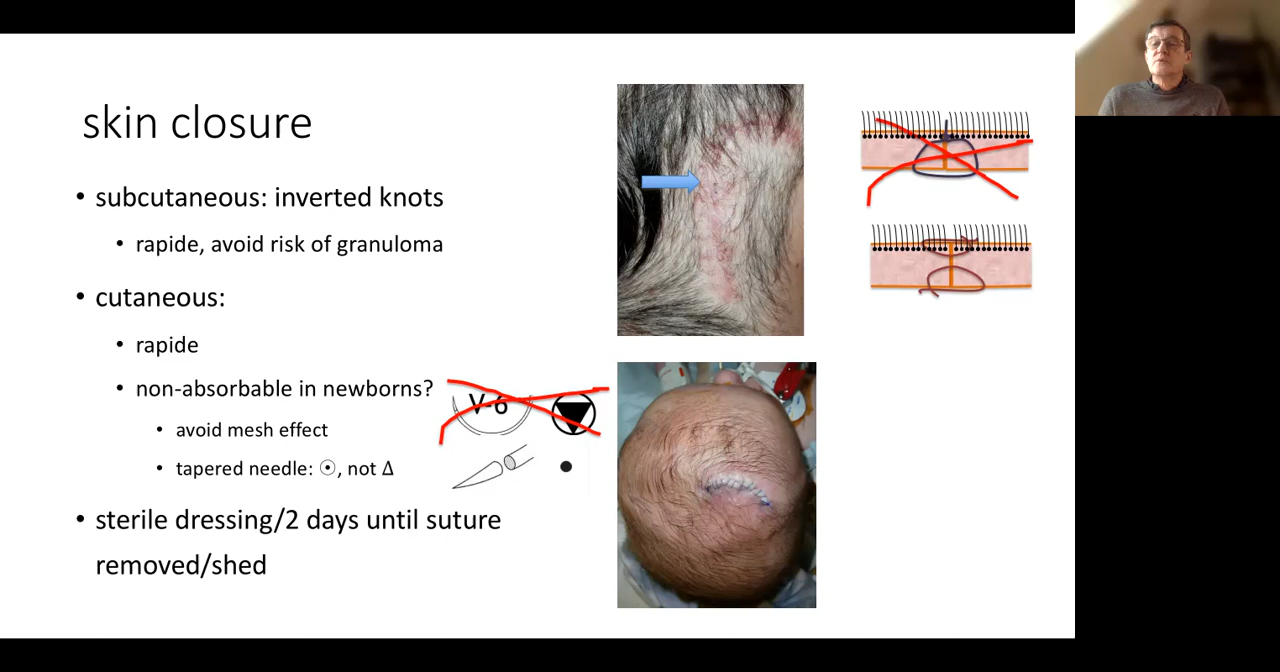 skin closure
• subcutaneous: inverted knots
• rapide, avoid risk of granuloma
• cutaneous:
• rapide
• non-absorbable in newborns?
V-6
• avoid mesh effect
• tapered needle: ☉, not Δ
• sterile dressing/2 days until suture
removed/shed